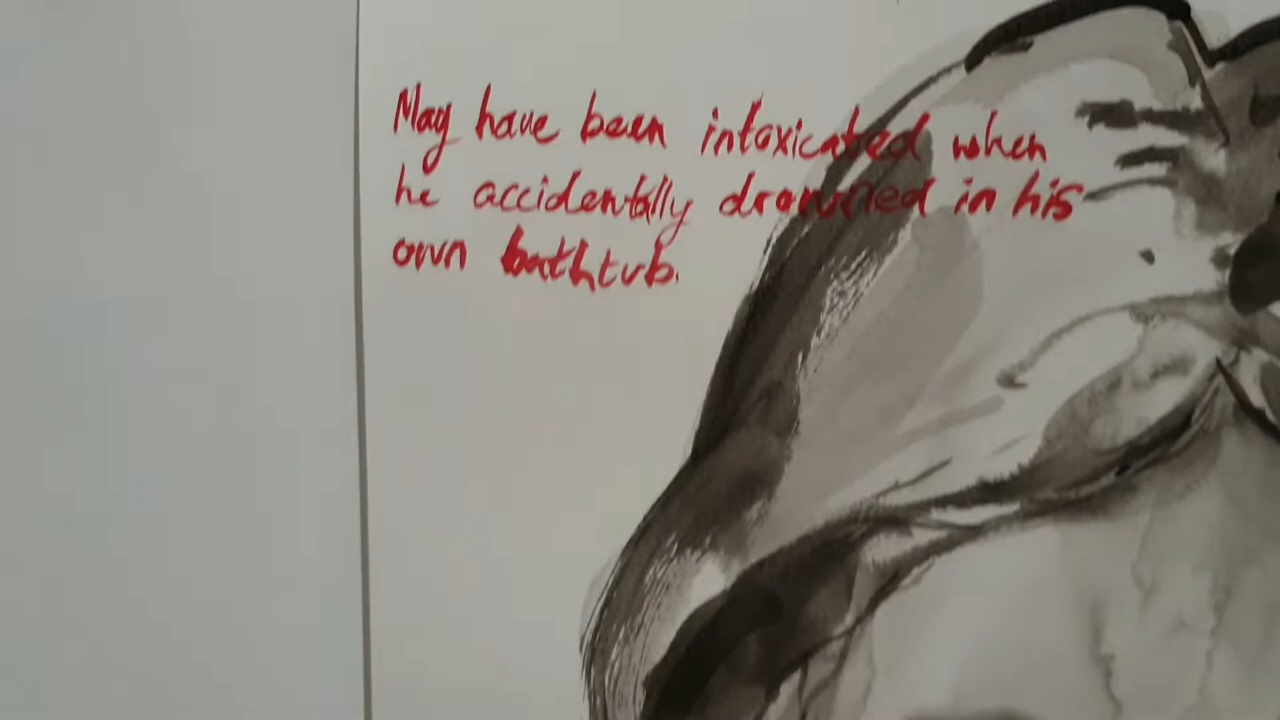 May have been intoxicated when
he accidentally drowned in his
own bathtub.